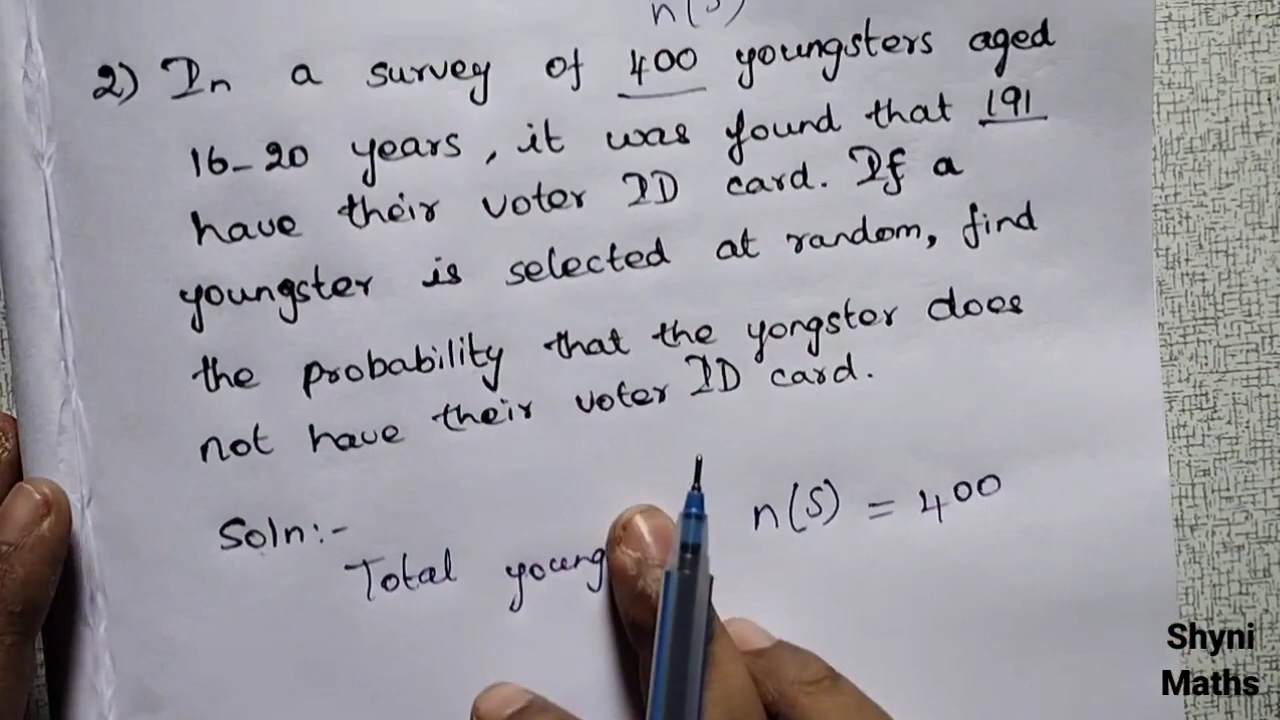 n(S)
2) In a survey of 400 youngsters aged
16-20 years, it was found that 191
have their voter ID card. If a
youngster is selected at random, find
the probability that the yongster does
not have their voter ID card.
Soln:-
n(S) = 400
Total young
Shyni
Maths